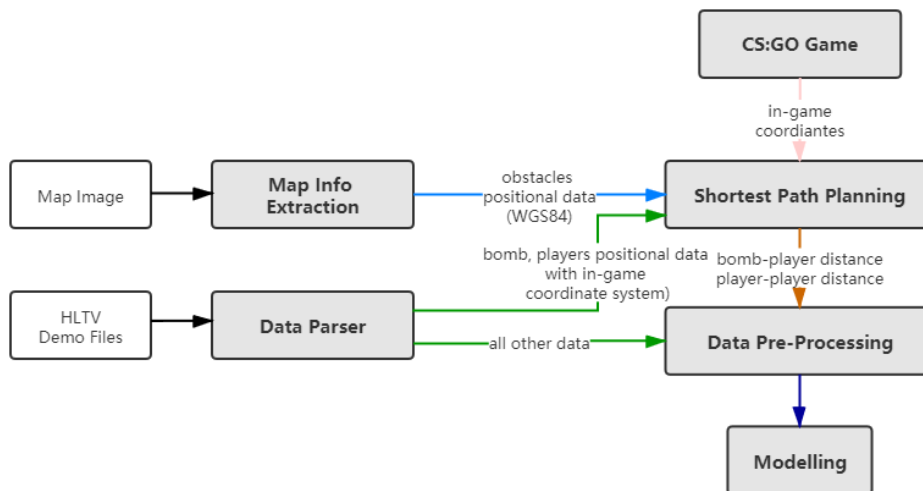 CS:GO Game
in-game
coordiantes
Map Image
Map Info
Extraction
obstacles
positional data
(WGS84)
Shortest Path Planning
bomb, players positional data
with in-game
coordinate system)
bomb-player distance
player-player distance
HLTV
Demo Files
Data Parser
all other data
Data Pre-Processing
Modelling